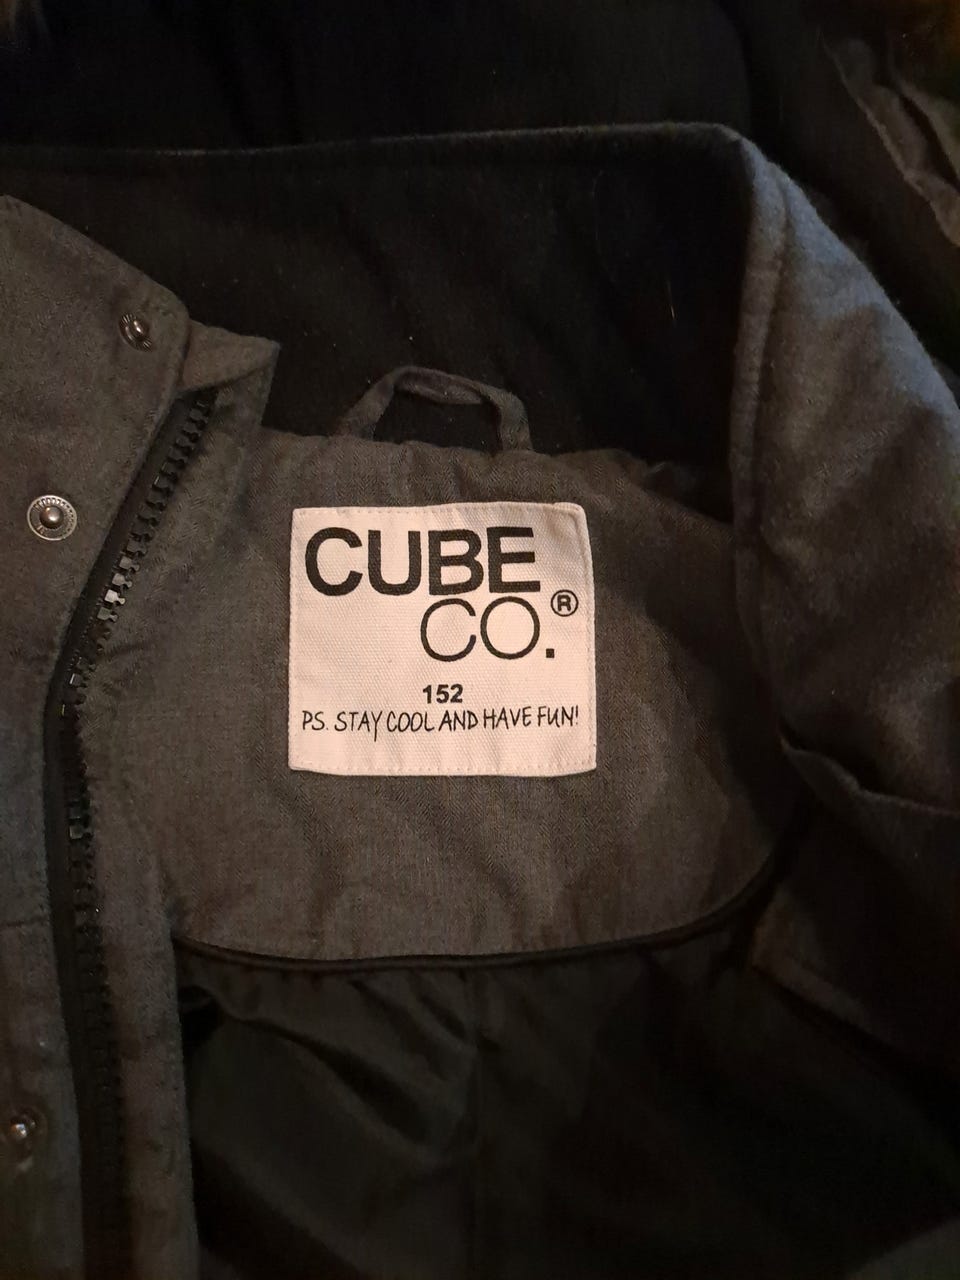 CUBE
CO.®
152
PS. STAY COOL AND HAVE FUN!